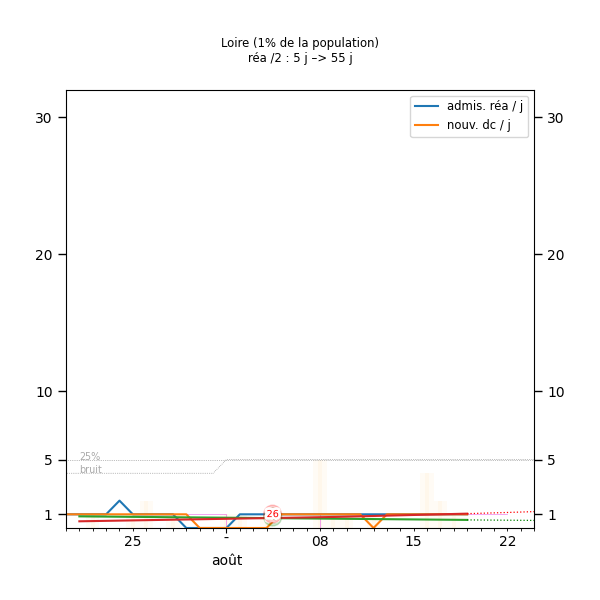 Loire (1% de la population)
réa /2 : 5 j –> 55 j
admis. réa / j
nouv. dc / j
30
30
20
20
10
10
5
5
25%
bruit
1
1
26
25
-
08
15
22
août